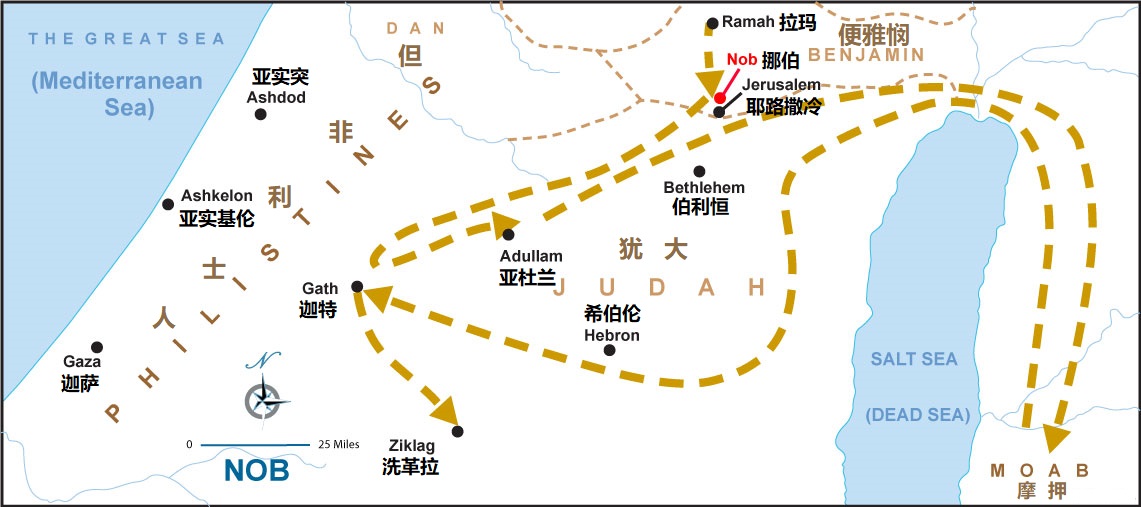 THE GREAT SEA
(Mediterranean
Sea)
DAN
但
Ramah 拉玛
便雅悯
BENJAMIN
Nob 挪伯
Jerusalem
耶路撒冷
亚实突
Ashdod
Ashkelon
亚实基伦
非利士人
PHILISTINES
Bethlehem
伯利恒
Adullam
亚杜兰
犹大
JUDAH
Gath
迦特
希伯伦
Hebron
Gaza
迦萨
N
0 25 Miles
NOB
Ziklag
洗革拉
SALT SEA
(DEAD SEA)
MOAB
摩押